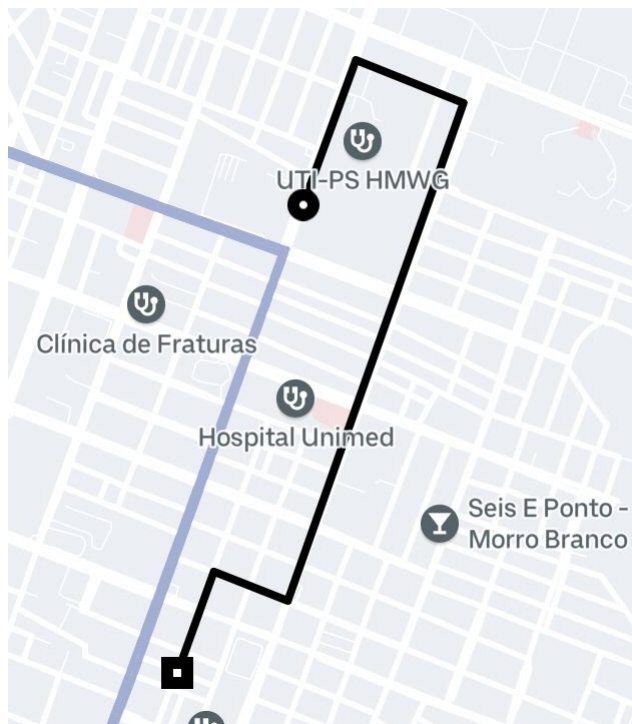 UTI-PS HMWG
Clínica de Fraturas
Hospital Unimed
Seis E Ponto -
Morro Branco